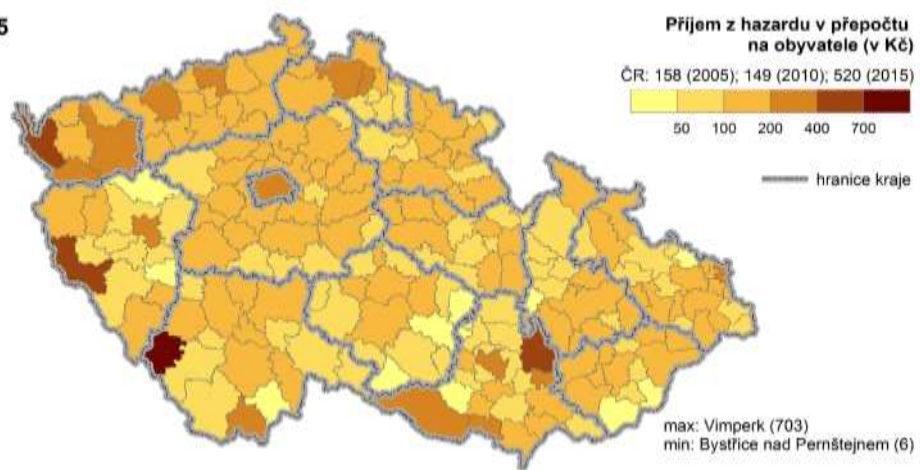 5
Příjem z hazardu v přepočtu
na obyvatele (v Kč)
ČR: 158 (2005); 149 (2010); 520 (2015)
50 100 200 400 700
hranice kraje
max: Vimperk (703)
min: Bystřice nad Pernštejnem (6)